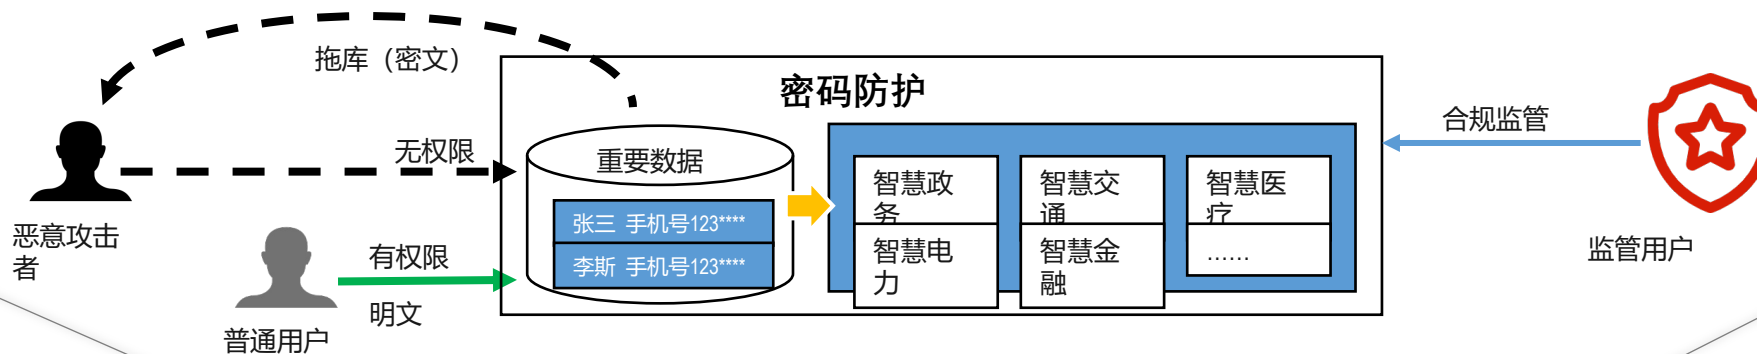 拖库（密文）
密码防护
合规监管
无权限
重要数据
智慧政
务
智慧交
通
智慧医
疗
张三 手机号123****
李斯 手机号123****
智慧电
力
智慧金
融
……
恶意攻击
者
有权限
明文
普通用户
监管用户